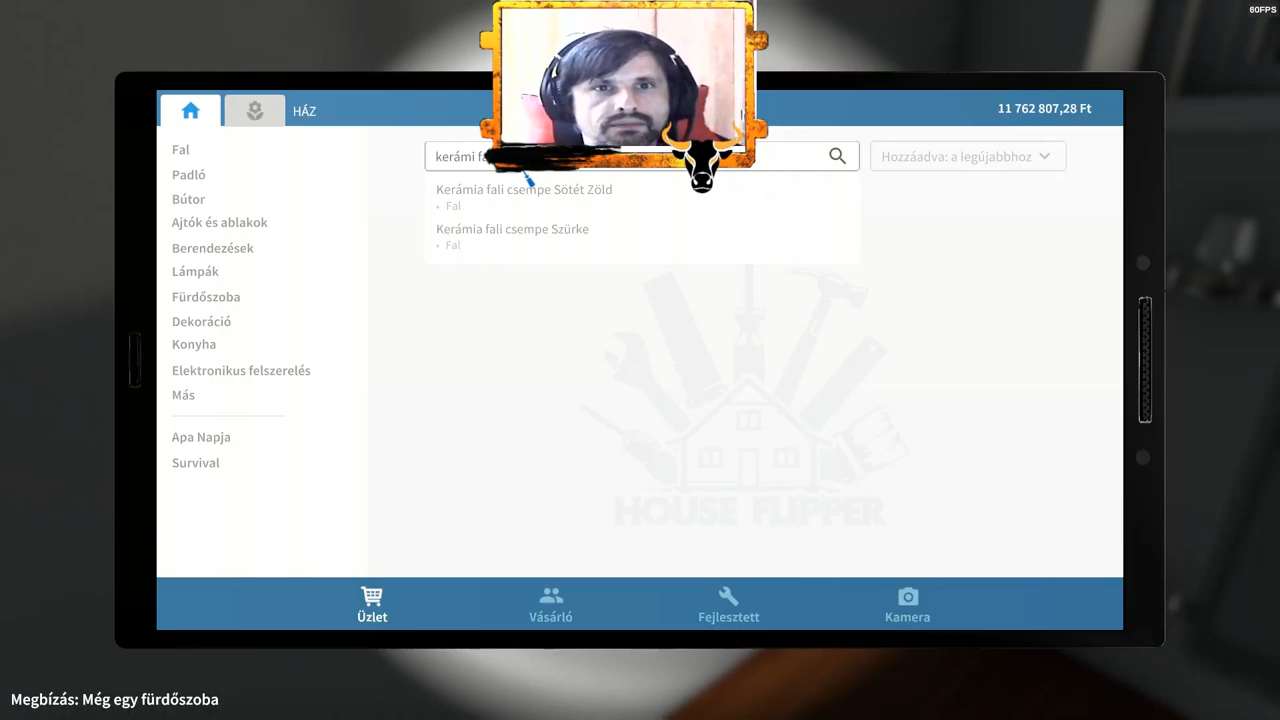 60FPS
HÁZ
11 762 807,28 Ft
Fal
Padló
Bútor
Ajtók és ablakok
Berendezések
Lámpák
Fürdőszoba
Dekoráció
Konyha
Elektronikus felszerelés
Más
Apa Napja
Survival
kerámi fa
Hozzáadva: a legújabbhoz
Kerámia fali csempe Sötét Zöld
• Fal
Kerámia fali csempe Szürke
• Fal
HOUSE FLIPPER
Üzlet
Vásárló
Fejlesztett
Kamera
Megbízás: Még egy fürdőszoba